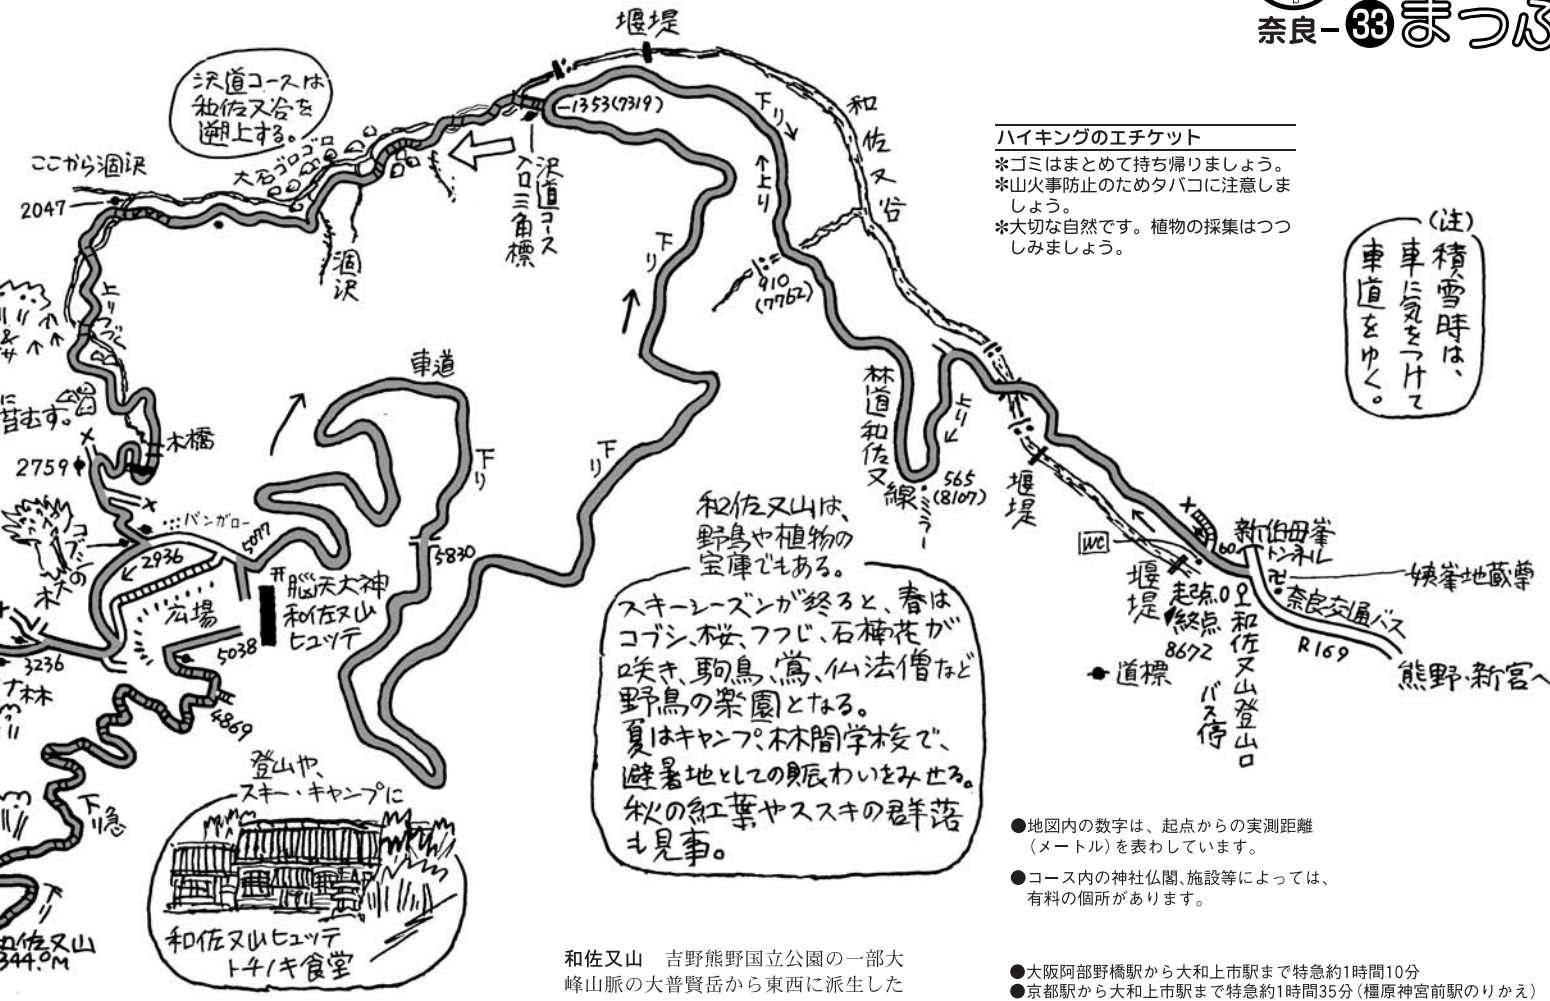 奈良-33 まつ
堰堤
沢道コースは
和佐又谷を
遡上する。
1353(7319)
下り
和佐又谷
ハイキングのエチケット
✻ゴミはまとめて持ち帰りましょう。
✻山火事防止のためタバコに注意しま
しょう。
✻大切な自然です。植物の採集はつつ
しみましょう。
ここから涸沢
大石ゴロゴロ
2047
沢道コース
入口三角標
上り
下り
涸沢
910
(7762)
(注)
積雪時は、
車に気をつけて
車道をゆく。
上りつづく
車道
林道和佐又線
上り
苔むす。
木橋
2759
下り
下り
565
(8107)
ミラー
堰堤
和佐又山は、
野鳥や植物の
宝庫でもある。
バンガロー
5077
2936
5830
WC
60
新伯母峯
トンネル
姨峯地蔵尊
脳天大神
和佐又山
ヒュッテ
広場
堰堤
起点0
終点
8672
奈良交通バス
R169
熊野・新宮へ
和佐又山登山口
バス停
道標
5038
3236
4869
スキーシーズンが終ると、春は
コブシ、桜、つつじ、石楠花が
咲き、駒鳥、鶯、仏法僧など
野鳥の楽園となる。
夏はキャンプ、林間学校で、
避暑地としての賑わいをみせる。
秋の紅葉やススキの群落
も見事。
登山や、
スキー・キャンプに
下り急
和佐又山ヒュッテ
トチノキ食堂
下り
和佐又山
344.0M
●地図内の数字は、起点からの実測距離
(メートル)を表わしています。
●コース内の神社仏閣、施設等によっては、
有料の個所があります。
和佐又山　吉野熊野国立公園の一部大
峰山脈の大普賢岳から東西に派生した
●大阪阿部野橋駅から大和上市駅まで特急約1時間10分
●京都駅から大和上市駅まで特急約1時間35分(橿原神宮前駅のりかえ)